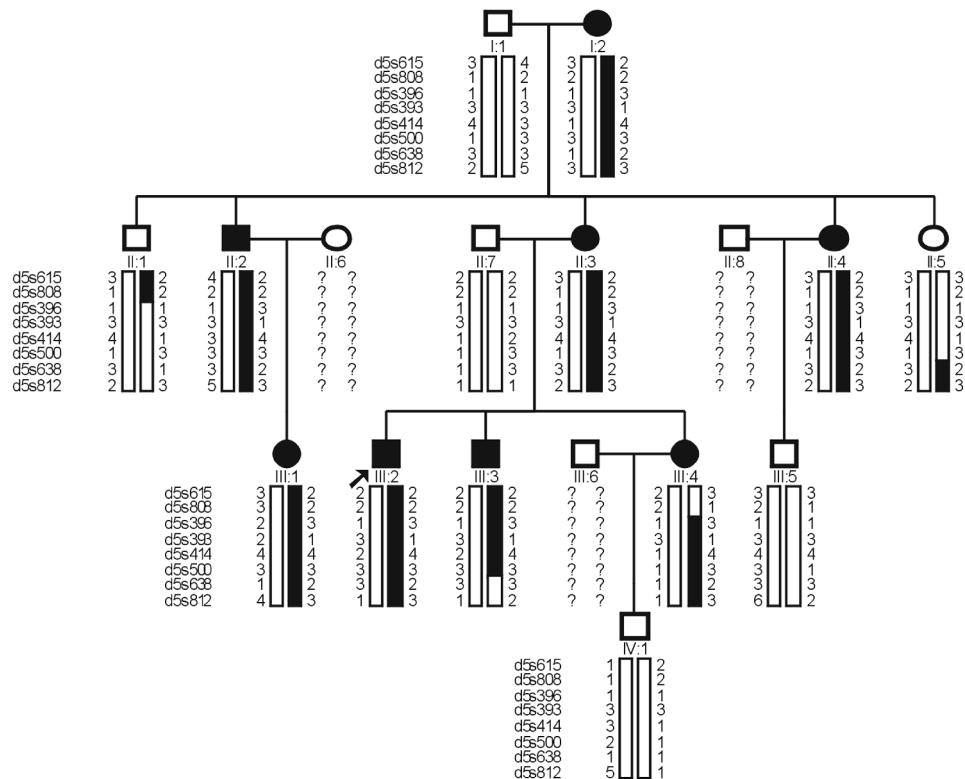 I:1 I:2
d5s615 3 4 3 2
d5s808 1 2 2 2
d5s396 1 1 1 3
d5s393 3 3 3 1
d5s414 4 3 1 4
d5s500 1 3 3 3
d5s638 3 3 1 2
d5s812 2 5 3 3
II:1 II:2 II:6 II:7 II:3 II:8 II:4 II:5
d5s615 3 2 4 2 ? ? 2 2 3 2 ? ? 3 2 3 3
d5s808 1 2 2 2 ? ? 2 2 1 2 ? ? 1 2 1 2
d5s396 1 1 1 3 ? ? 1 1 1 3 ? ? 1 3 1 1
d5s393 3 3 3 1 ? ? 3 3 3 1 ? ? 3 1 3 3
d5s414 4 1 3 4 ? ? 1 2 4 4 ? ? 4 4 4 1
d5s500 1 3 3 3 ? ? 1 3 1 3 ? ? 1 3 1 3
d5s638 3 1 3 2 ? ? 1 1 3 2 ? ? 3 2 3 2
d5s812 2 3 5 3 ? ? 1 1 2 3 ? ? 2 3 2 3
III:1 III:2 III:3 III:6 III:4 III:5
d5s615 3 2 2 2 2 2 ? ? 2 3 3 3
d5s808 3 2 2 2 2 2 ? ? 2 1 2 1
d5s396 2 3 1 3 1 3 ? ? 1 3 1 1
d5s393 2 1 3 1 3 1 ? ? 3 1 3 3
d5s414 4 4 2 4 2 4 ? ? 1 4 4 4
d5s500 3 3 3 3 3 3 ? ? 1 3 3 1
d5s638 1 2 1 2 1 3 ? ? 1 2 3 3
d5s812 4 3 1 3 1 2 ? ? 1 3 6 2
IV:1
d5s615 1 2
d5s808 1 2
d5s396 1 1
d5s393 3 3
d5s414 3 1
d5s500 2 1
d5s638 1 1
d5s812 5 1